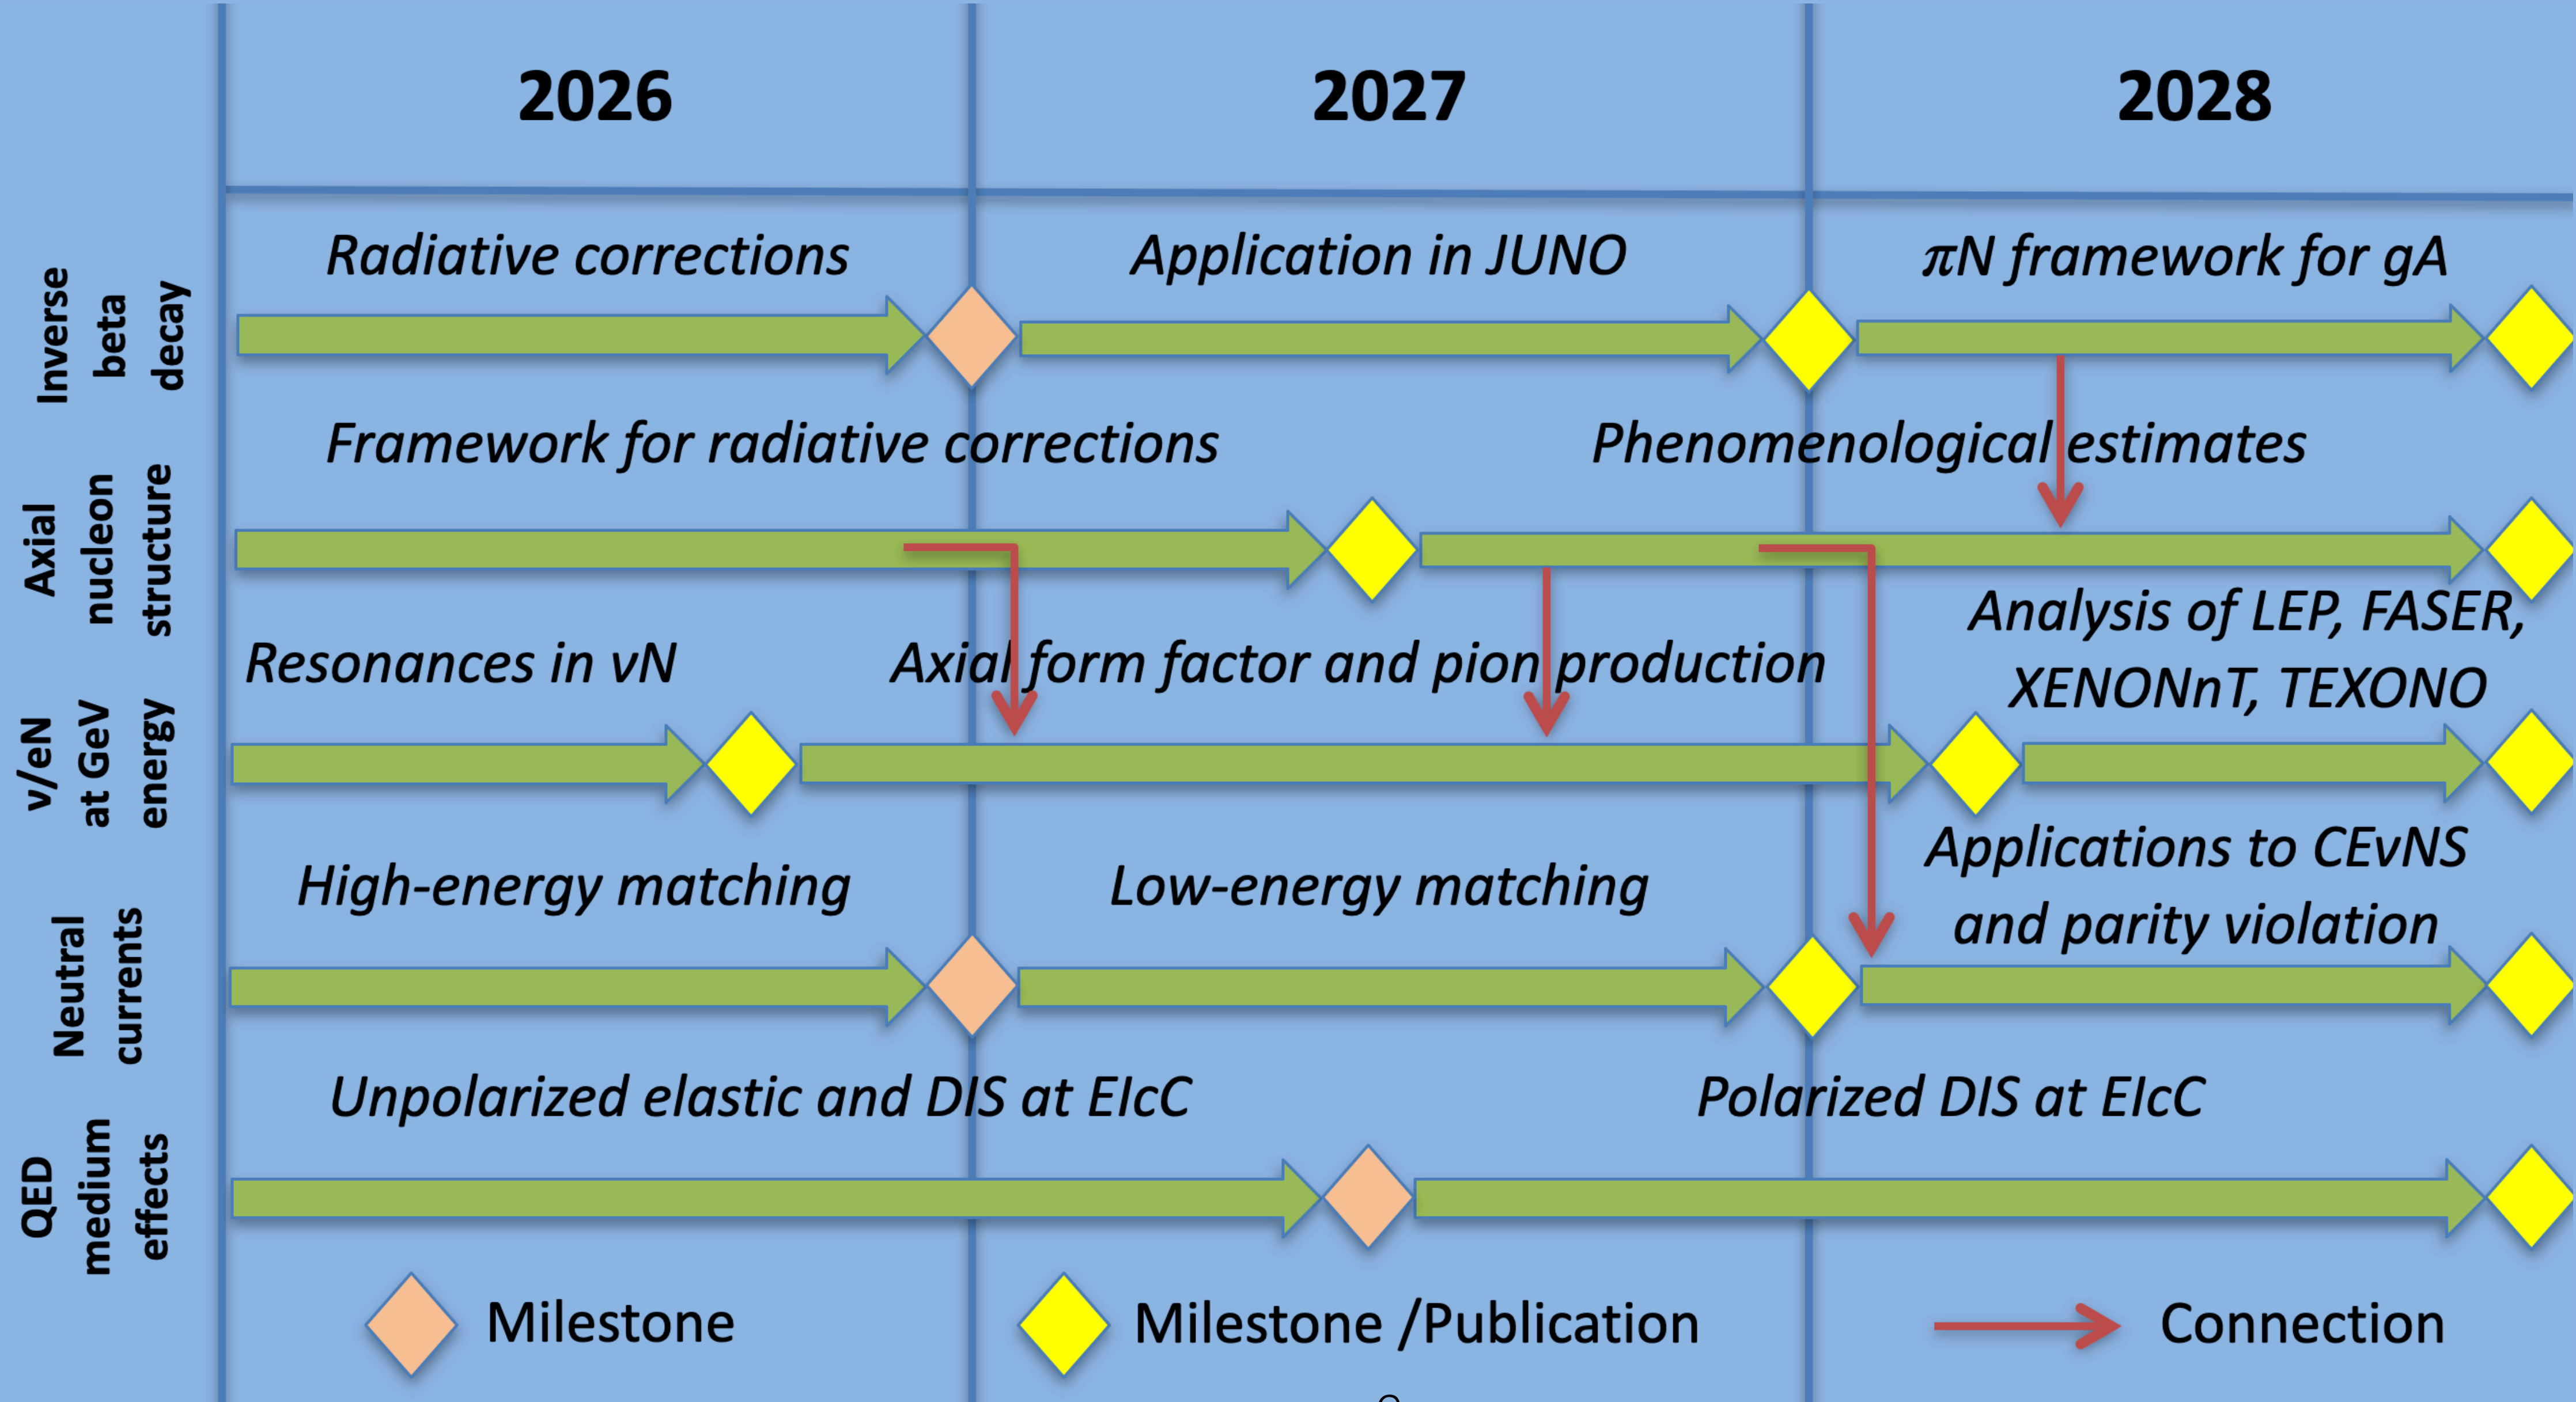 2026
2027
2028
Inverse
beta
decay
Radiative corrections
Application in JUNO
πN framework for gA
Axial
nucleon
structure
Framework for radiative corrections
Phenomenological estimates
ν/eN
at GeV
energy
Resonances in νN
Axial form factor and pion production
Analysis of LEP, FASER,
XENONnT, TEXONO
Neutral
currents
High-energy matching
Low-energy matching
Applications to CEνNS
and parity violation
QED
medium
effects
Unpolarized elastic and DIS at EIcC
Polarized DIS at EIcC
Milestone
Milestone /Publication
Connection